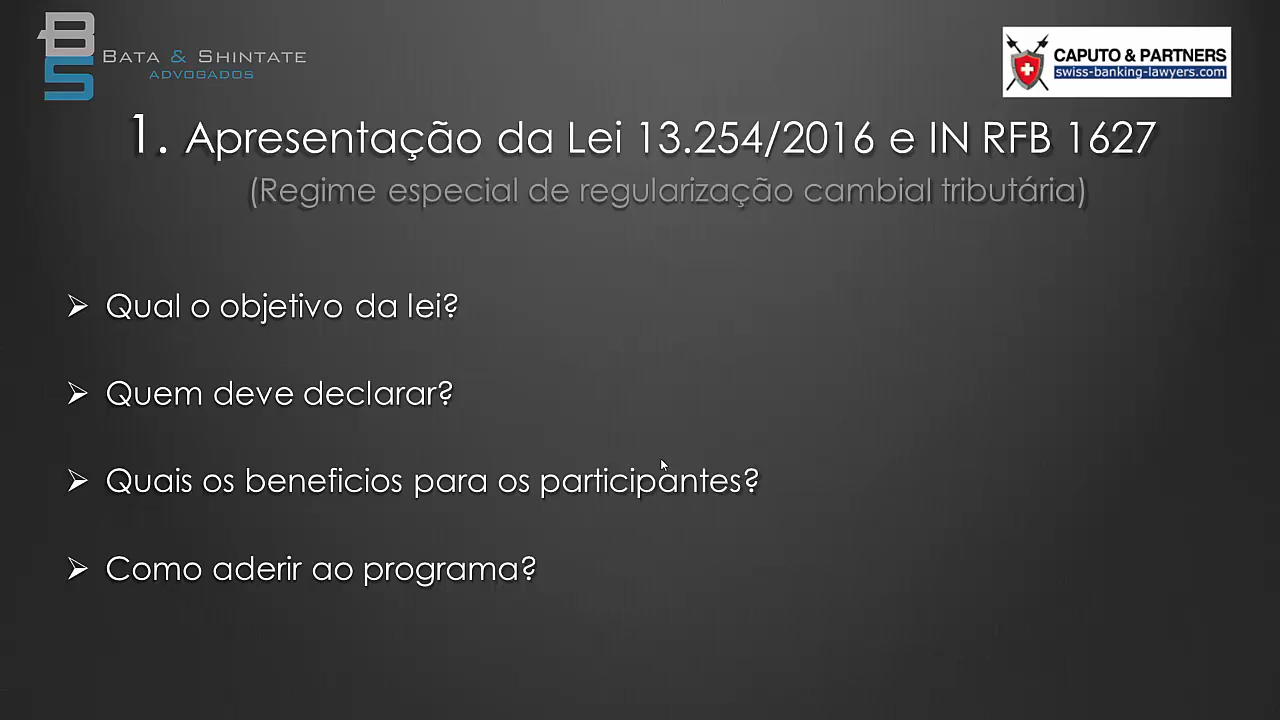 BS
BATA & SHINTATE
ADVOGADOS
CAPUTO & PARTNERS
swiss-banking-lawyers.com
1. Apresentação da Lei 13.254/2016 e IN RFB 1627
(Regime especial de regularização cambial tributária)
➢ Qual o objetivo da lei?
➢ Quem deve declarar?
➢ Quais os beneficios para os participantes?
➢ Como aderir ao programa?